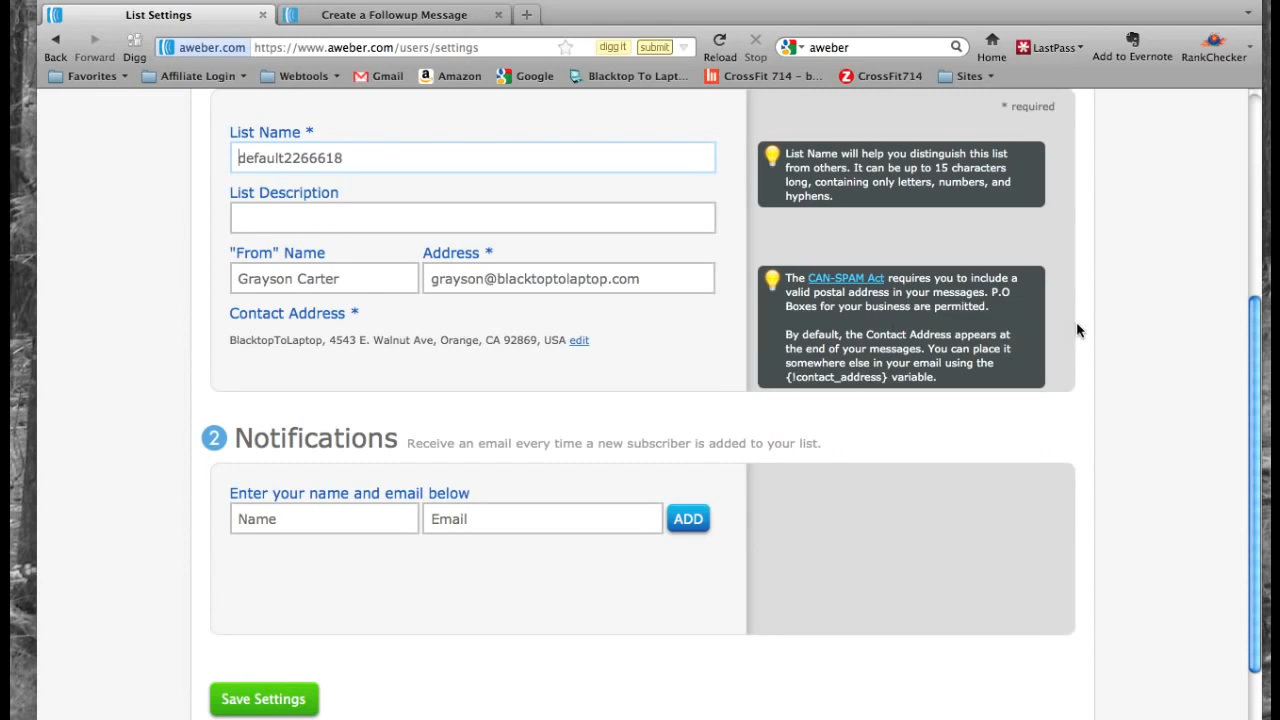 List Settings
Create a Followup Message
Back
Forward
Digg
aweber.com
https://www.aweber.com/users/settings
digg it
submit
Reload
Stop
aweber
Home
LastPass
Add to Evernote
RankChecker
Favorites
Affiliate Login
Webtools
Gmail
Amazon
Google
Blacktop To Lapt...
CrossFit 714 – b...
CrossFit714
Sites
* required
List Name *
default2266618
List Name will help you distinguish this list
from others. It can be up to 15 characters
long, containing only letters, numbers, and
hyphens.
List Description
"From" Name
Address *
Grayson Carter
grayson@blacktoptolaptop.com
The CAN-SPAM Act requires you to include a
valid postal address in your messages. P.O
Boxes for your business are permitted.
By default, the Contact Address appears at
the end of your messages. You can place it
somewhere else in your email using the
{!contact_address} variable.
Contact Address *
BlacktopToLaptop, 4543 E. Walnut Ave, Orange, CA 92869, USA edit
2 Notifications Receive an email every time a new subscriber is added to your list.
Enter your name and email below
Name
Email
ADD
Save Settings